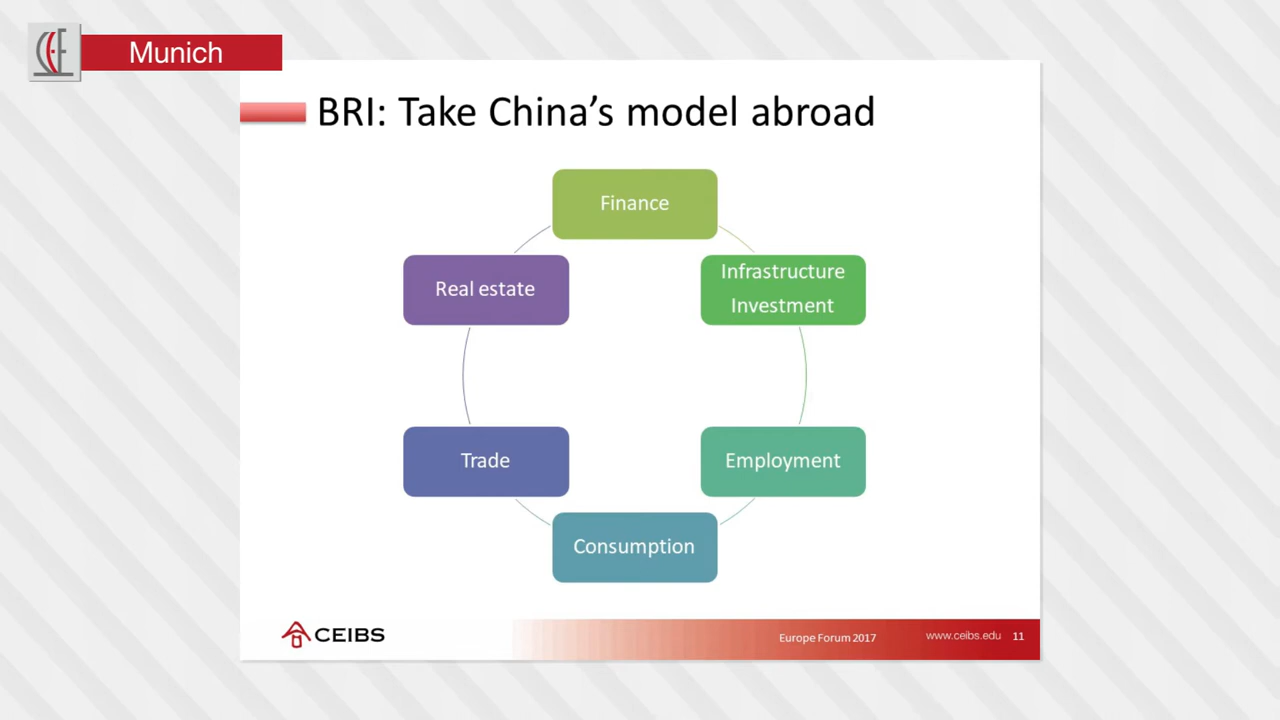 Munich
BRI: Take China's model abroad
Finance
Real estate
Infrastructure
Investment
Trade
Employment
Consumption
CEIBS
Europe Forum 2017
www.ceibs.edu
11